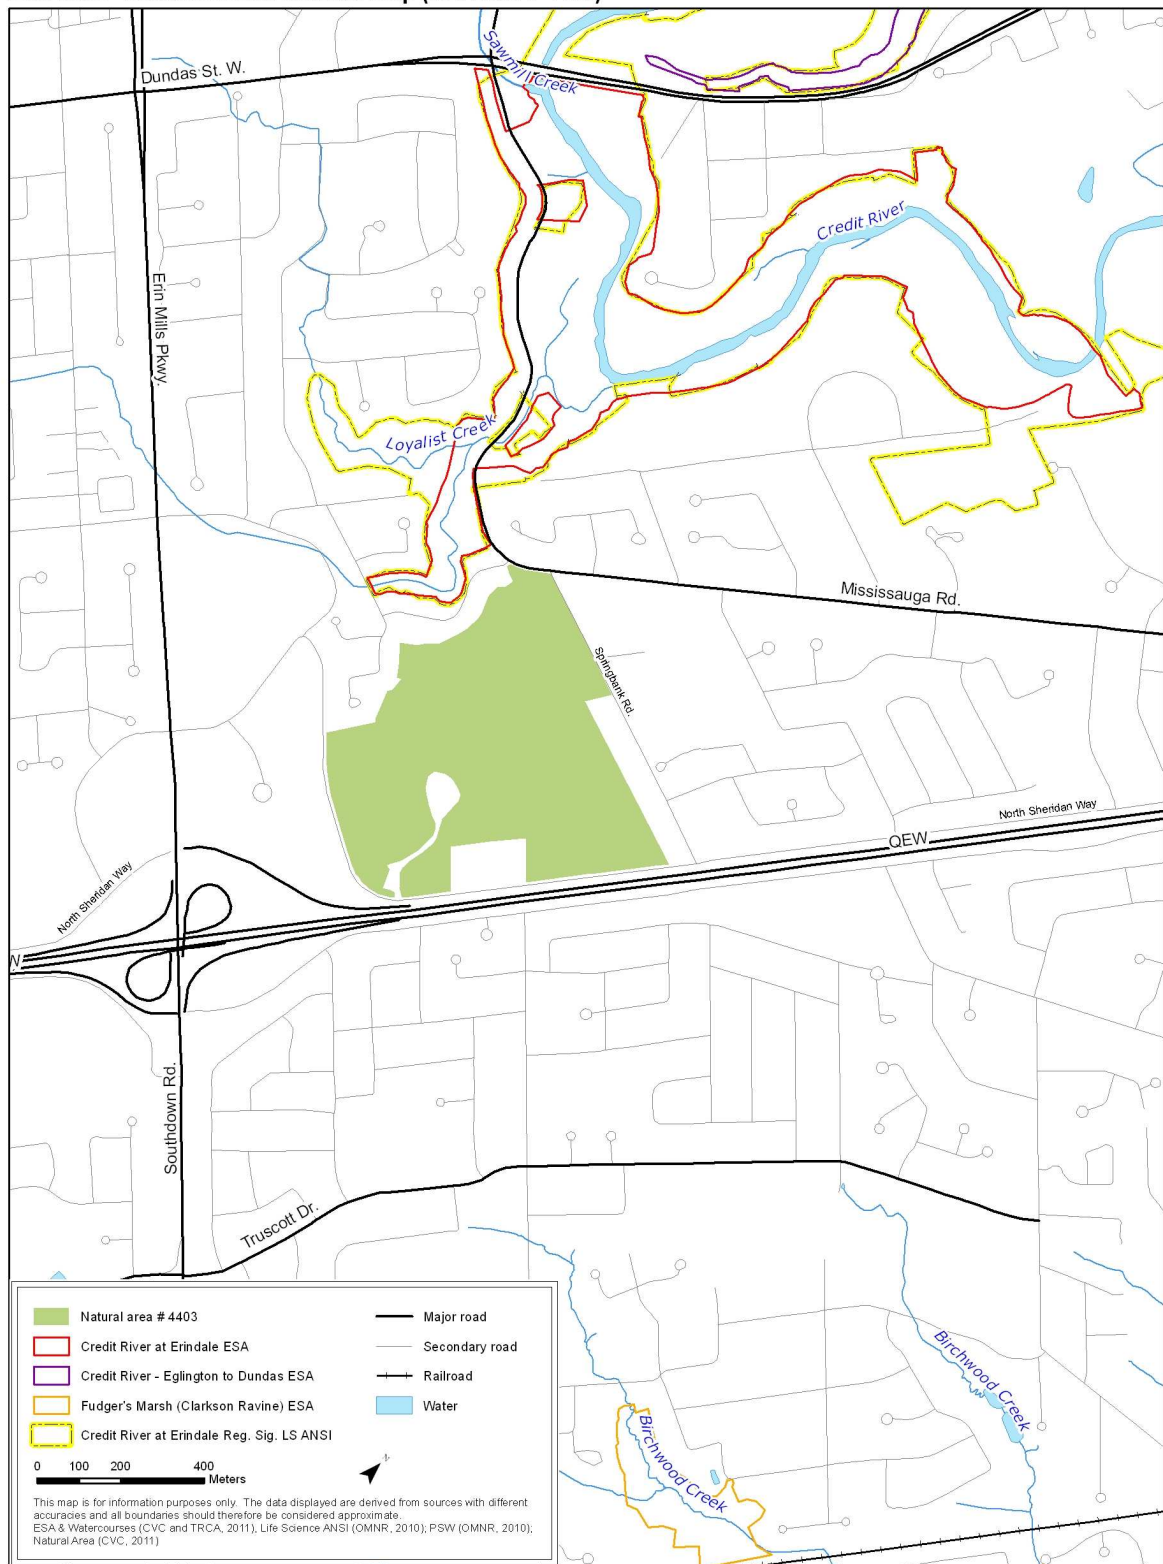 Sawmill Creek
Dundas St. W.
Credit River
Erin Mills Pkwy.
Loyalist Creek
Mississauga Rd.
Springbank Rd.
North Sheridan Way
QEW
North Sheridan Way
Southdown Rd.
Truscott Dr.
Birchwood Creek
Birchwood Creek
Natural area # 4403
Credit River at Erindale ESA
Credit River - Eglington to Dundas ESA
Fudger's Marsh (Clarkson Ravine) ESA
Credit River at Erindale Reg. Sig. LS ANSI
Major road
Secondary road
Railroad
Water
0 100 200 400
Meters
This map is for information purposes only. The data displayed are derived from sources with different
accuracies and all boundaries should therefore be considered approximate.
ESA & Watercourses (CVC and TRCA, 2011), Life Science ANSI (OMNR, 2010); PSW (OMNR, 2010);
Natural Area (CVC, 2011)